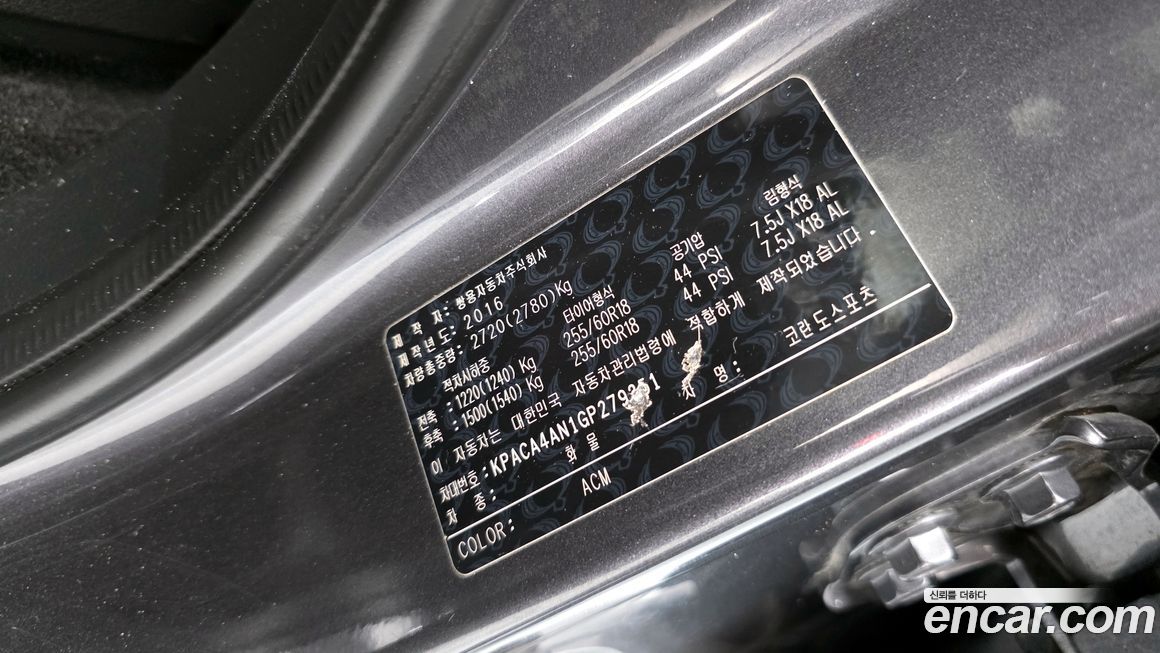 제 작 자: 쌍용자동차주식회사
제작년도: 2016
차량총중량: 2720(2780)Kg
적차시하중 타이어형식 공기압 림형식
전축 : 1220(1240) Kg 255/60R18 44 PSI 7.5J X18 AL
후축 : 1500(1540) Kg 255/60R18 44 PSI 7.5J X18 AL
이 자동차는 대한민국 자동차관리법령에 적합하게 제작되었습니다.
차대번호: KPACA4AN1GP279351
차 종: 화 물 차 명: 코란도스포츠
COLOR: ACM
신뢰를 더하다
encar.com